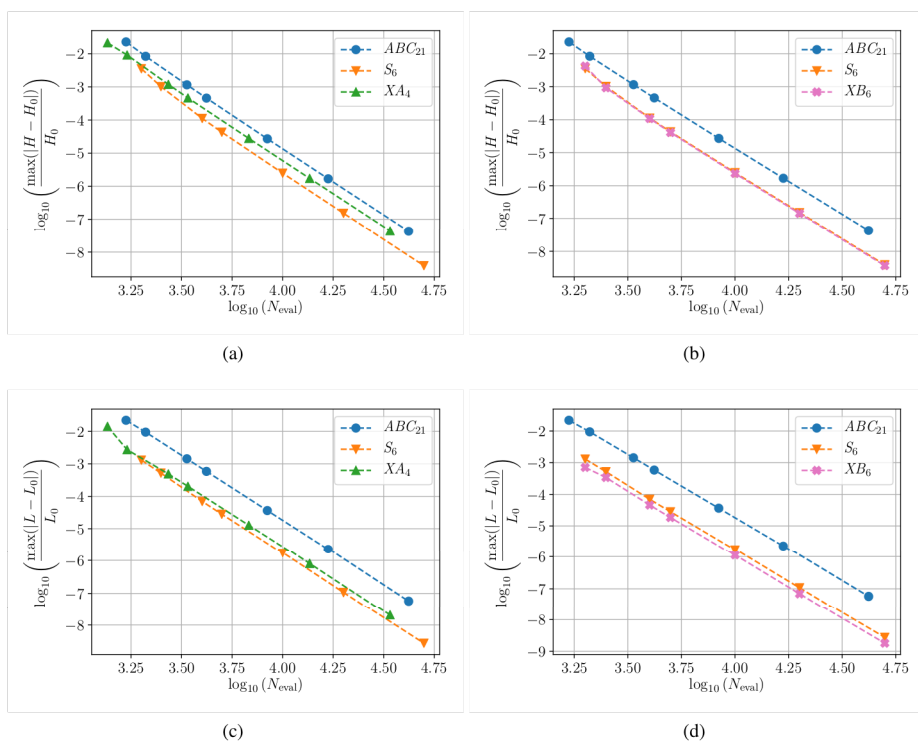 ABC₂₁
S₆
XA₄
−2
−3
−4
−5
−6
−7
−8
log₁₀ ( max(|H − H₀|) / H₀ )
3.25 3.50 3.75 4.00 4.25 4.50 4.75
log₁₀ (N_eval)
(a)
ABC₂₁
S₆
XB₆
−2
−3
−4
−5
−6
−7
−8
log₁₀ ( max(|H − H₀|) / H₀ )
3.25 3.50 3.75 4.00 4.25 4.50 4.75
log₁₀ (N_eval)
(b)
ABC₂₁
S₆
XA₄
−2
−3
−4
−5
−6
−7
−8
log₁₀ ( max(|L − L₀|) / L₀ )
3.25 3.50 3.75 4.00 4.25 4.50 4.75
log₁₀ (N_eval)
(c)
ABC₂₁
S₆
XB₆
−2
−3
−4
−5
−6
−7
−8
−9
log₁₀ ( max(|L − L₀|) / L₀ )
3.25 3.50 3.75 4.00 4.25 4.50 4.75
log₁₀ (N_eval)
(d)